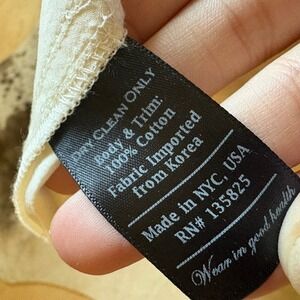 DRY CLEAN ONLY
Body & Trim:
100% Cotton
Fabric Imported
from Korea
Made in NYC, USA
RN# 135825
Wear in good health